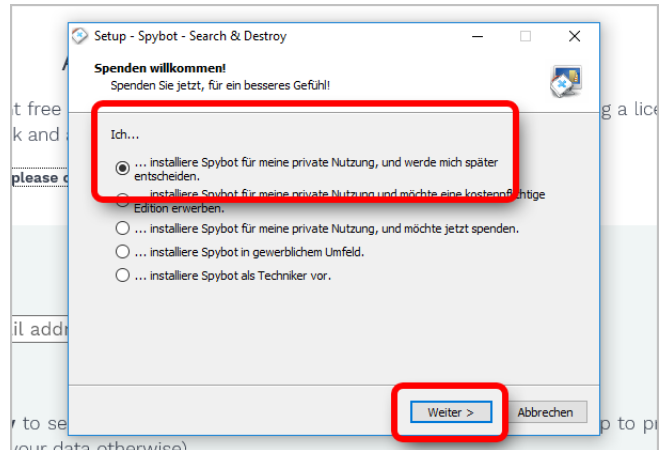 Setup - Spybot - Search & Destroy
Spenden willkommen!
Spenden Sie jetzt, für ein besseres Gefühl!
t free
g a lice
k and
please
Ich...
... installiere Spybot für meine private Nutzung, und werde mich später
entscheiden.
... installiere Spybot für meine private Nutzung und möchte eine kostenpflichtige
Edition erwerben.
... installiere Spybot für meine private Nutzung, und möchte jetzt spenden.
... installiere Spybot in gewerblichem Umfeld.
... installiere Spybot als Techniker vor.
il addr
Weiter >
Abbrechen
to se
p to pr
your data otherwise)